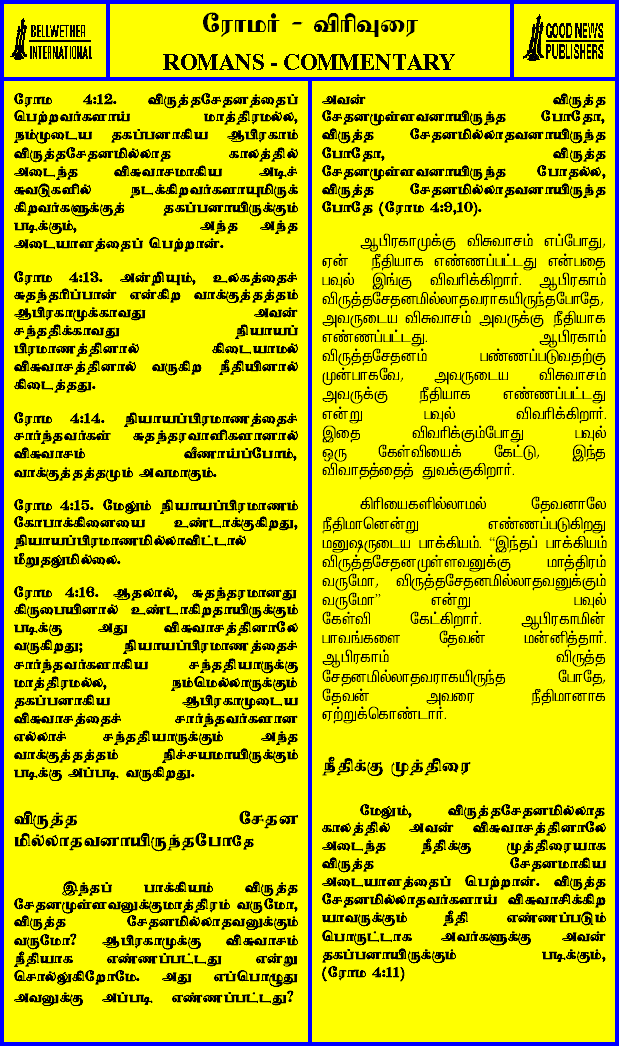 BELLWETHER
INTERNATIONAL
ரோமர் - விரிவுரை
ROMANS - COMMENTARY
GOOD NEWS
PUBLISHERS
ரோம 4:12. விருத்தசேதனத்தைப்
பெற்றவர்களாய் மாத்திரமல்ல,
நம்முடைய தகப்பனாகிய ஆபிரகாம்
விருத்தசேதனமில்லாத காலத்தில்
அடைந்த விசுவாசமாகிய அடிச்
சுவடுகளில் நடக்கிறவர்களாயுமிருக்
கிறவர்களுக்குத் தகப்பனாயிருக்கும்
படிக்கும், அந்த அந்த
அடையாளத்தைப் பெற்றான்.
ரோம 4:13. அன்றியும், உலகத்தைச்
சுதந்தரிப்பான் என்கிற வாக்குத்தத்தம்
ஆபிரகாமுக்காவது அவன்
சந்ததிக்காவது நியாயப்
பிரமாணத்தினால் கிடையாமல்
விசுவாசத்தினால் வருகிற நீதியினால்
கிடைத்தது.
ரோம 4:14. நியாயப்பிரமாணத்தைச்
சார்ந்தவர்கள் சுதந்தரவாளிகளானால்
விசுவாசம் வீணாய்ப்போம்,
வாக்குத்தத்தமும் அவமாகும்.
ரோம 4:15. மேலும் நியாயப்பிரமாணம்
கோபாக்கினையை உண்டாக்குகிறது,
நியாயப்பிரமாணமில்லாவிட்டால்
மீறுதலுமில்லை.
ரோம 4:16. ஆதலால், சுதந்தரமானது
கிருபையினால் உண்டாகிறதாயிருக்கும்
படிக்கு அது விசுவாசத்தினாலே
வருகிறது; நியாயப்பிரமாணத்தைச்
சார்ந்தவர்களாகிய சந்ததியாருக்கு
மாத்திரமல்ல, நம்மெல்லாருக்கும்
தகப்பனாகிய ஆபிரகாமுடைய
விசுவாசத்தைச் சார்ந்தவர்களான
எல்லாச் சந்ததியாருக்கும் அந்த
வாக்குத்தத்தம் நிச்சயமாயிருக்கும்
படிக்கு அப்படி வருகிறது.
விருத்த சேதன
மில்லாதவனாயிருந்தபோதே
இந்தப் பாக்கியம் விருத்த
சேதனமுள்ளவனுக்குமாத்திரம் வருமோ,
விருத்த சேதனமில்லாதவனுக்கும்
வருமோ? ஆபிரகாமுக்கு விசுவாசம்
நீதியாக எண்ணப்பட்டது என்று
சொல்லுகிறோமே. அது எப்பொழுது
அவனுக்கு அப்படி எண்ணப்பட்டது?
அவன் விருத்த
சேதனமுள்ளவனாயிருந்த போதோ,
விருத்த சேதனமில்லாதவனாயிருந்த
போதோ, விருத்த
சேதனமுள்ளவனாயிருந்த போதல்ல,
விருத்த சேதனமில்லாதவனாயிருந்த
போதே (ரோம 4:9,10).
ஆபிரகாமுக்கு விசுவாசம் எப்போது,
ஏன் நீதியாக எண்ணப்பட்டது என்பதை
பவுல் இங்கு விவரிக்கிறார். ஆபிரகாம்
விருத்தசேதனமில்லாதவராகயிருந்தபோதே,
அவருடைய விசுவாசம் அவருக்கு நீதியாக
எண்ணப்பட்டது. ஆபிரகாம்
விருத்தசேதனம் பண்ணப்படுவதற்கு
முன்பாகவே, அவருடைய விசுவாசம்
அவருக்கு நீதியாக எண்ணப்பட்டது
என்று பவுல் விவரிக்கிறார்.
இதை விவரிக்கும்போது பவுல்
ஒரு கேள்வியைக் கேட்டு, இந்த
விவாதத்தைத் துவக்குகிறார்.
கிரியைகளில்லாமல் தேவனாலே
நீதிமானென்று எண்ணப்படுகிறது
மனுஷருடைய பாக்கியம். “இந்தப் பாக்கியம்
விருத்தசேதனமுள்ளவனுக்கு மாத்திரம்
வருமோ, விருத்தசேதனமில்லாதவனுக்கும்
வருமோ” என்று பவுல்
கேள்வி கேட்கிறார். ஆபிரகாமின்
பாவங்களை தேவன் மன்னித்தார்.
ஆபிரகாம் விருத்த
சேதனமில்லாதவராகயிருந்த போதே,
தேவன் அவரை நீதிமானாக
ஏற்றுக்கொண்டார்.
நீதிக்கு முத்திரை
மேலும், விருத்தசேதனமில்லாத
காலத்தில் அவன் விசுவாசத்தினாலே
அடைந்த நீதிக்கு முத்திரையாக
விருத்த சேதனமாகிய
அடையாளத்தைப் பெற்றான். விருத்த
சேதனமில்லாதவர்களாய் விசுவாசிக்கிற
யாவருக்கும் நீதி எண்ணப்படும்
பொருட்டாக அவர்களுக்கு அவன்
தகப்பனாயிருக்கும் படிக்கும்,
(ரோம 4:11)